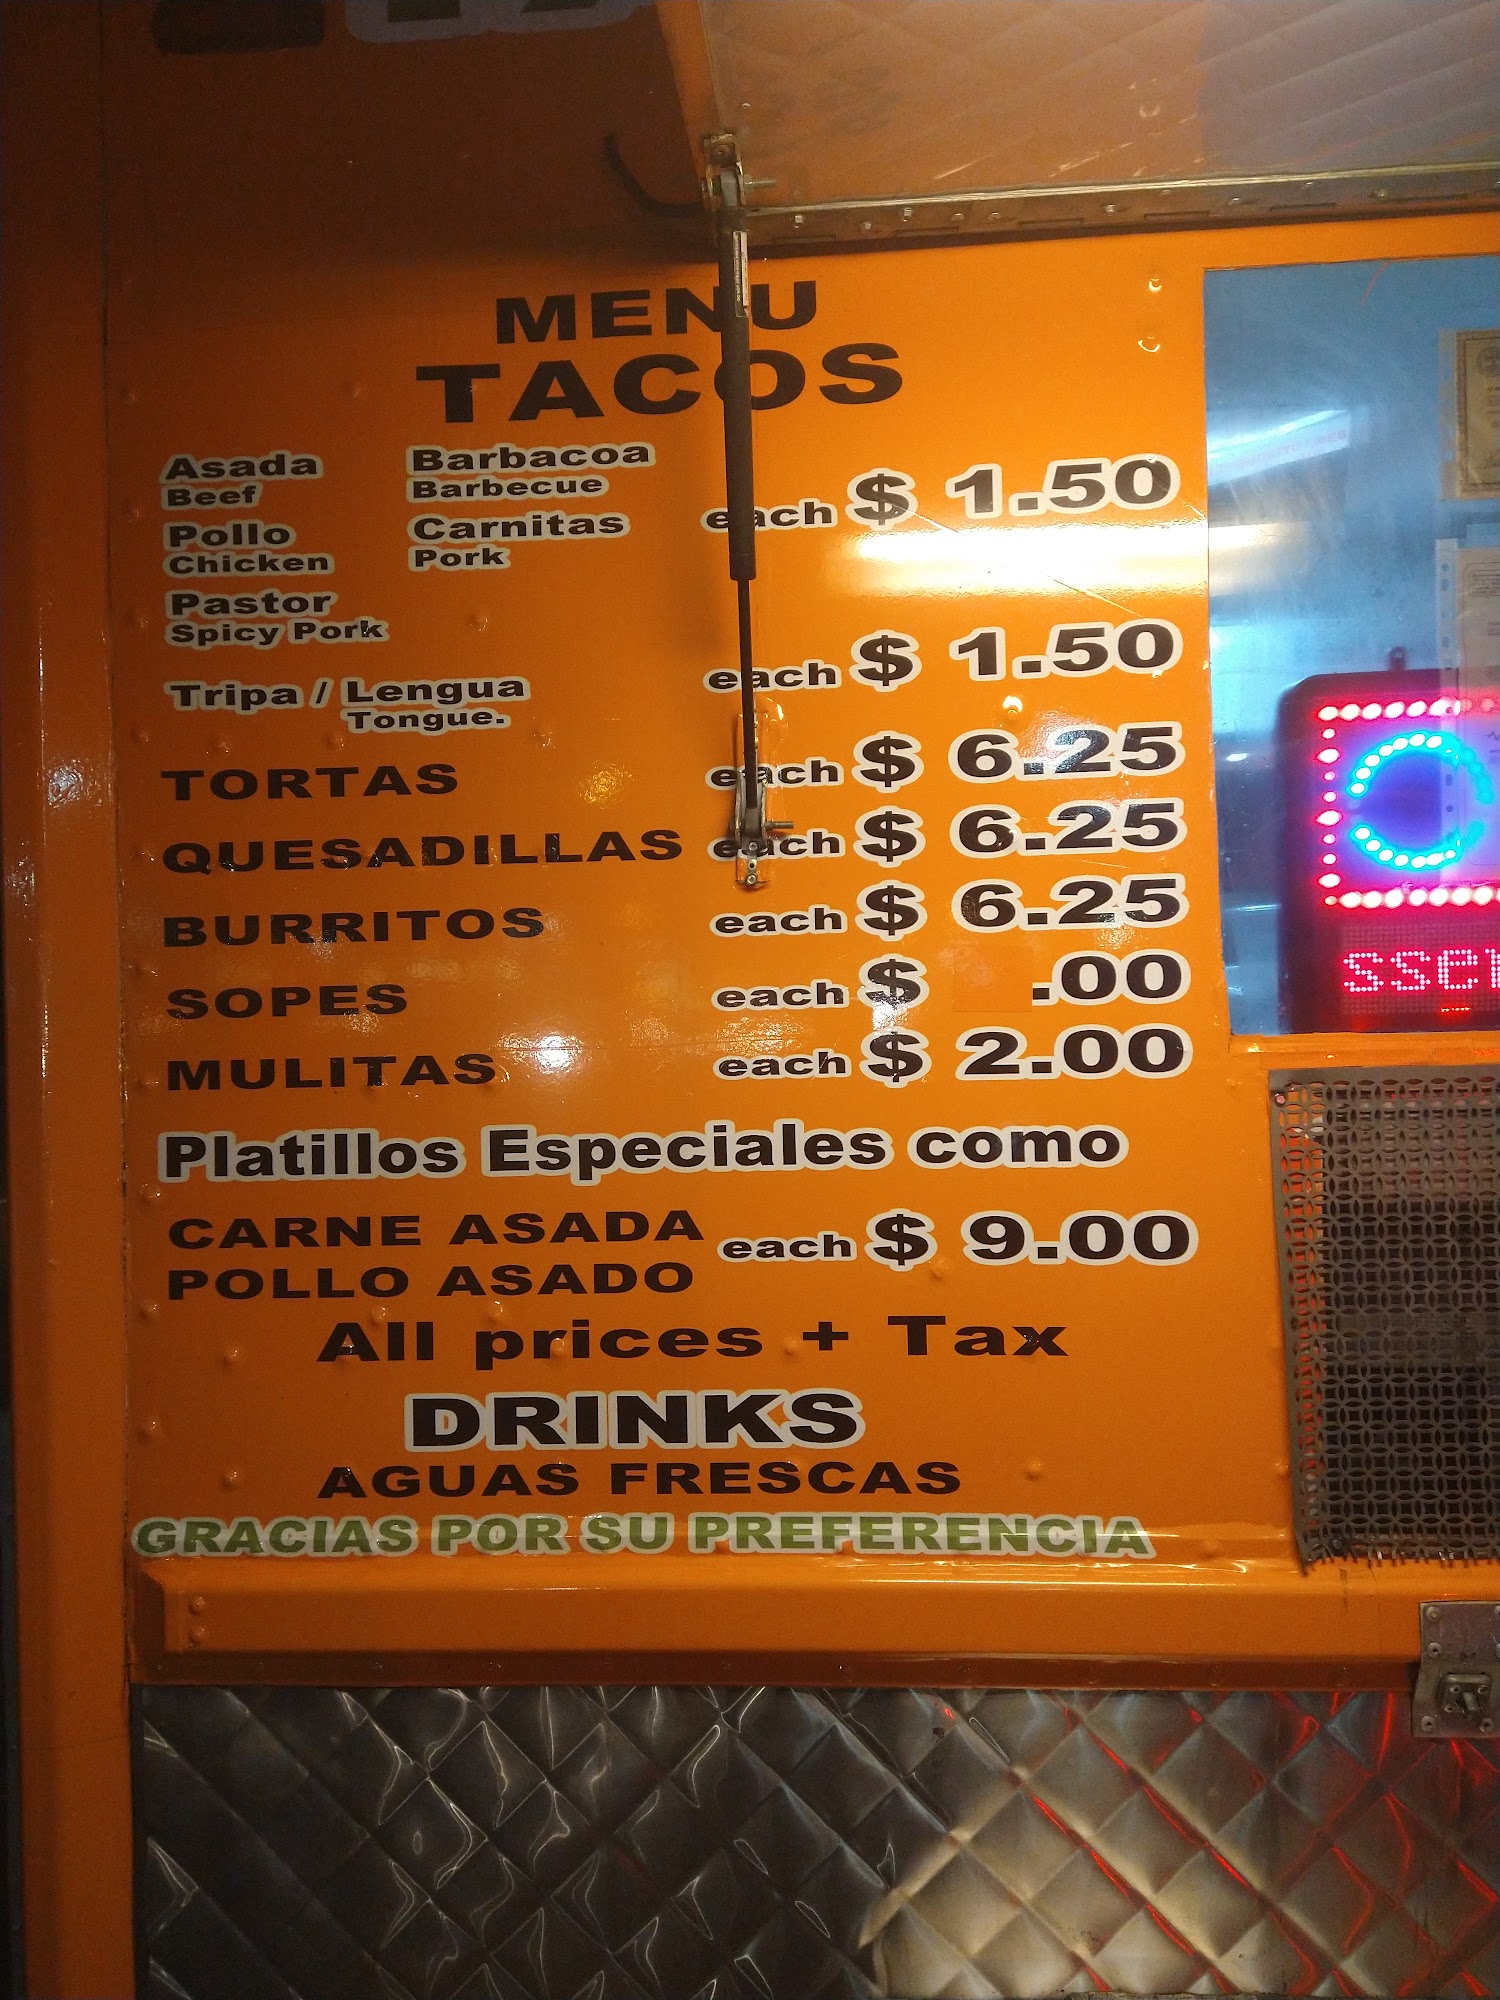 MENU
TACOS
Asada
Beef
Barbacoa
Barbecue
Pollo
Chicken
Carnitas
Pork
each $ 1.50
Pastor
Spicy Pork
Tripa / Lengua
Tongue.
each $ 1.50
TORTAS each $ 6.25
QUESADILLAS each $ 6.25
BURRITOS each $ 6.25
SOPES each $ .00
MULITAS each $ 2.00
Platillos Especiales como
CARNE ASADA
POLLO ASADO
each $ 9.00
All prices + Tax
DRINKS
AGUAS FRESCAS
GRACIAS POR SU PREFERENCIA